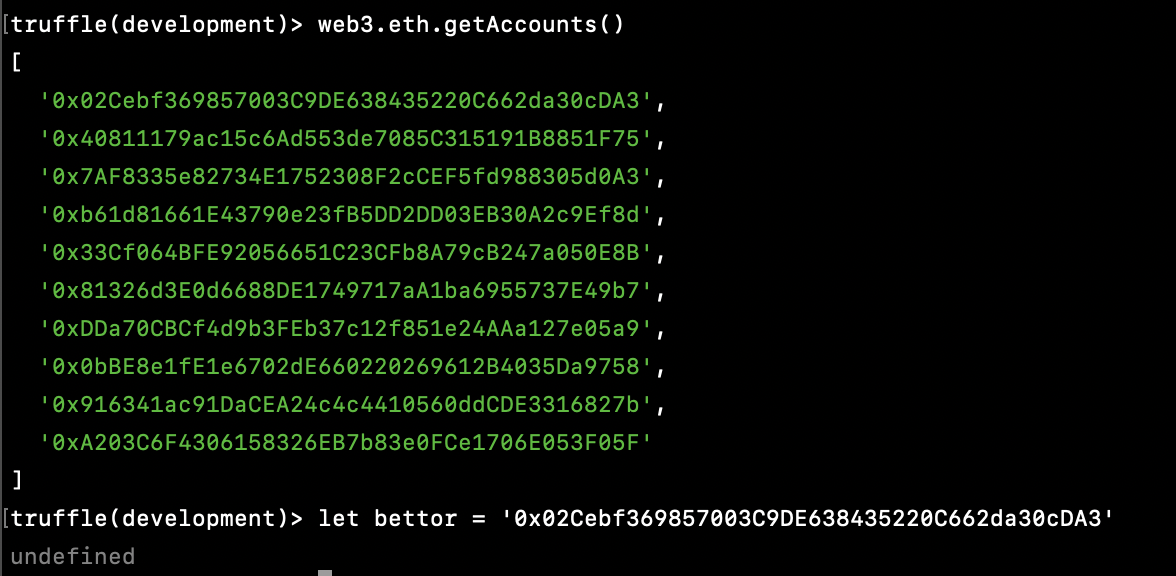 [truffle(development)> web3.eth.getAccounts()
[
  '0x02Cebf369857003C9DE638435220C662da30cDA3',
  '0x40811179ac15c6Ad553de7085C315191B8851F75',
  '0x7AF8335e82734E1752308F2cCEF5fd988305d0A3',
  '0xb61d81661E43790e23fB5DD2DD03EB30A2c9Ef8d',
  '0x33Cf064BFE92056651C23CFb8A79cB247a050E8B',
  '0x81326d3E0d6688DE1749717aA1ba6955737E49b7',
  '0xDDa70CBCf4d9b3FEb37c12f851e24AAa127e05a9',
  '0x0bBE8e1fE1e6702dE660220269612B4035Da9758',
  '0x916341ac91DaCEA24c4c4410560ddCDE3316827b',
  '0xA203C6F4306158326EB7b83e0FCe1706E053F05F'
]
[truffle(development)> let bettor = '0x02Cebf369857003C9DE638435220C662da30cDA3'
undefined